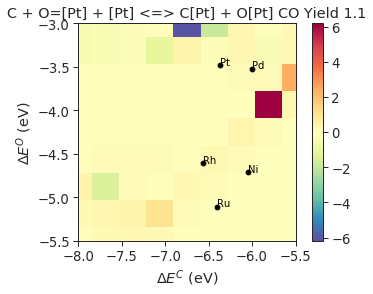 C + O=[Pt] + [Pt] <=> C[Pt] + O[Pt] CO Yield 1.1
−3.0
−3.5
−4.0
−4.5
−5.0
−5.5
ΔE^O (eV)
Pt
Pd
Rh
Ni
Ru
−8.0 −7.5 −7.0 −6.5 −6.0 −5.5
ΔE^C (eV)
6
4
2
0
−2
−4
−6